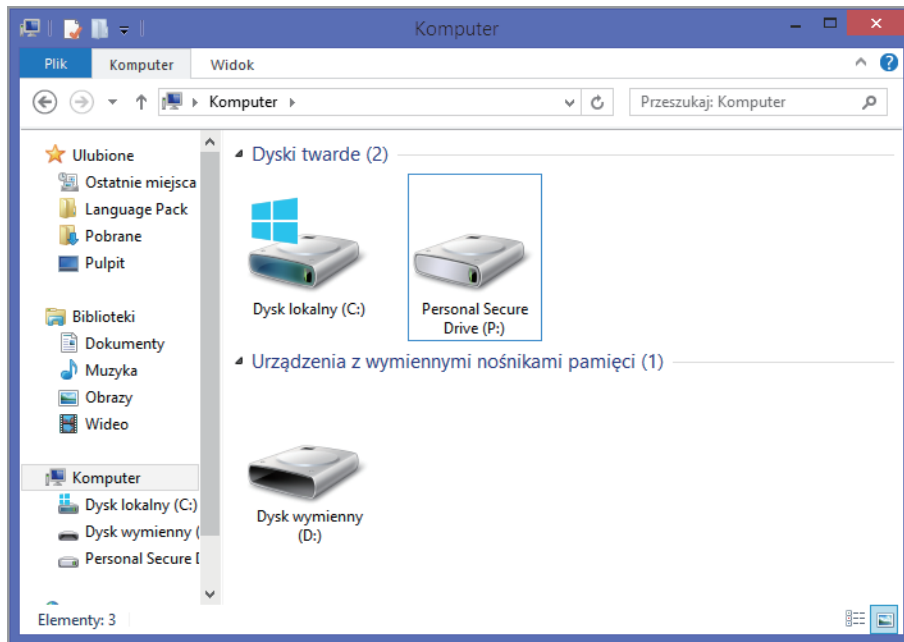 Komputer
Plik
Komputer
Widok
Komputer
Przeszukaj: Komputer
Ulubione
Ostatnie miejsca
Language Pack
Pobrane
Pulpit
Biblioteki
Dokumenty
Muzyka
Obrazy
Wideo
Komputer
Dysk lokalny (C:)
Dysk wymienny (
Personal Secure
Dyski twarde (2)
Dysk lokalny (C:)
Personal Secure
Drive (P:)
Urządzenia z wymiennymi nośnikami pamięci (1)
Dysk wymienny
(D:)
Elementy: 3